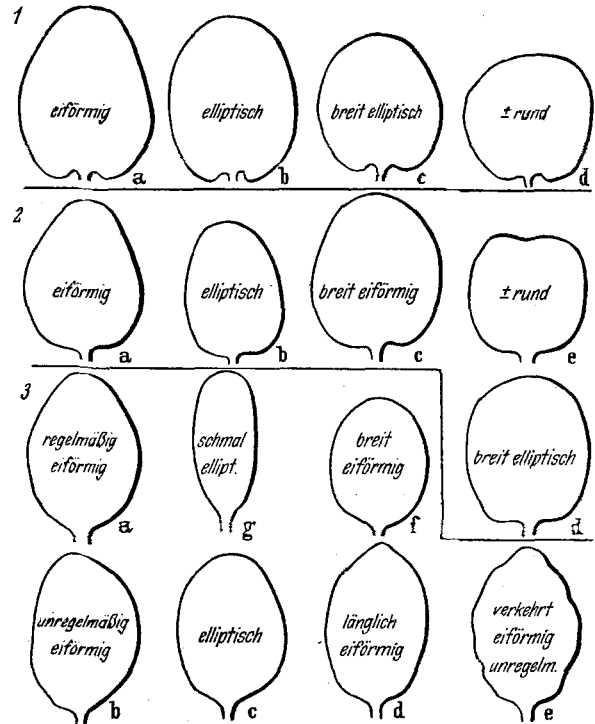 1
eiförmig
elliptisch
breit elliptisch
± rund
a
b
c
d
2
eiförmig
elliptisch
breit eiförmig
± rund
a
b
c
e
3
regelmäßig
eiförmig
a
schmal
ellipt.
g
breit
eiförmig
f
breit elliptisch
d
unregelmäßig
eiförmig
b
elliptisch
c
länglich
eiförmig
d
verkehrt
eiförmig
unregelm.
e